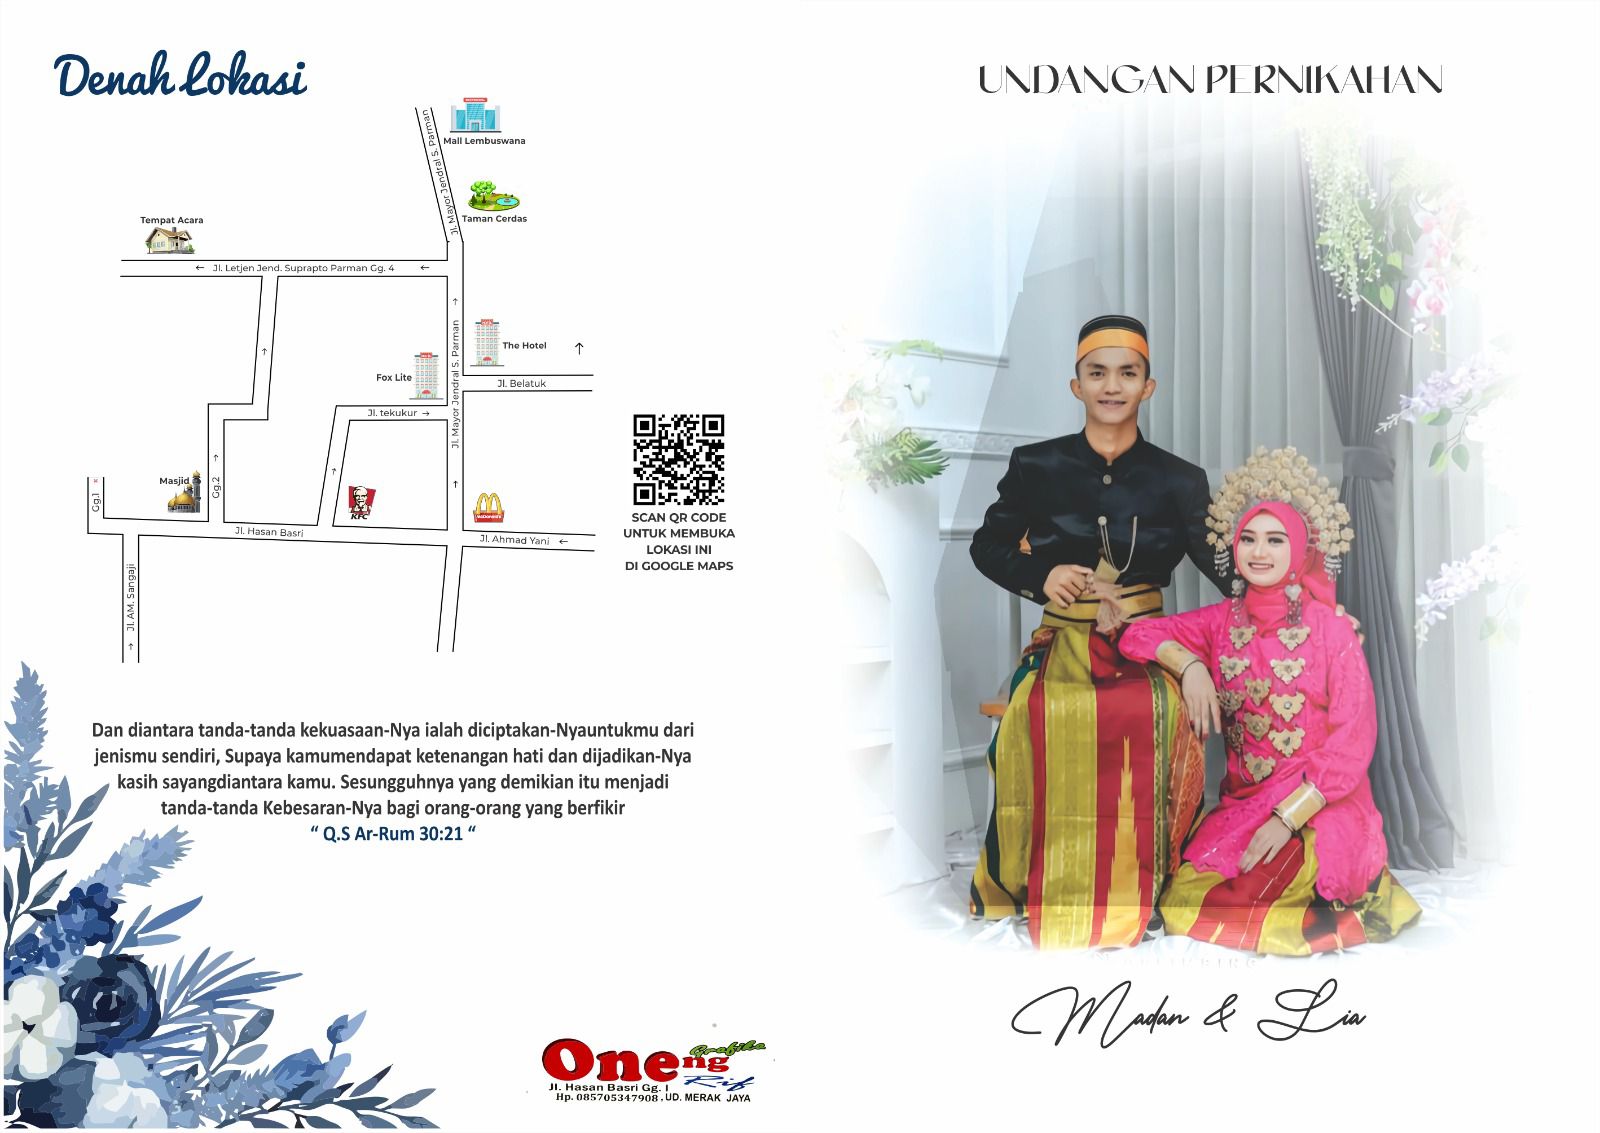 Denah Lokasi
Mall Lembuswana
Jl. Mayor Jendral S. Parman
Taman Cerdas
Tempat Acara
← Jl. Letjen Jend. Suprapto Parman Gg. 4 ←
Jl. Mayor Jendral S. Parman
The Hotel
Fox Lite
Jl. Belatuk
Jl. tekukur →
Masjid
Gg.1
Gg.2
KFC
McDonald's
Jl. Hasan Basri
Jl. Ahmad Yani ←
Jl. AM. Sangaji
SCAN QR CODE
UNTUK MEMBUKA
LOKASI INI
DI GOOGLE MAPS
Dan diantara tanda-tanda kekuasaan-Nya ialah diciptakan-Nyauntukmu dari
jenismu sendiri, Supaya kamumendapat ketenangan hati dan dijadikan-Nya
kasih sayangdiantara kamu. Sesungguhnya yang demikian itu menjadi
tanda-tanda Kebesaran-Nya bagi orang-orang yang berfikir
“ Q.S Ar-Rum 30:21 “
Oneng Grafika
Rif
Jl. Hasan Basri Gg. I
Hp. 085705347908 , UD. MERAK JAYA
UNDANGAN PERNIKAHAN
Madan & Lia